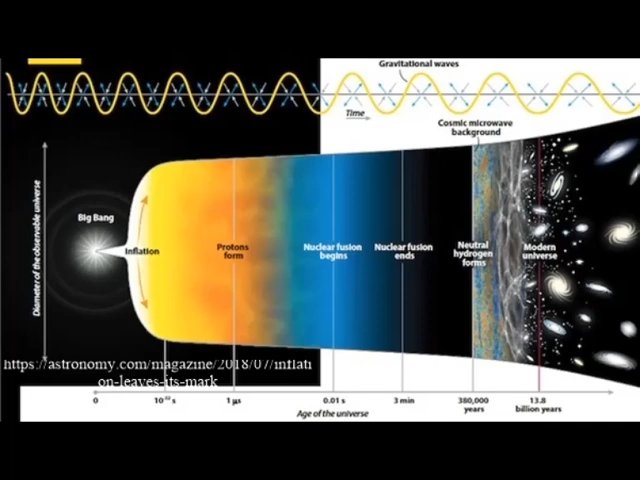 Gravitational waves
Time
Cosmic microwave
background
Diameter of the observable universe
Big Bang
Inflation
Protons
form
Nuclear fusion
begins
Nuclear fusion
ends
Neutral
hydrogen
forms
Modern
universe
https://astronomy.com/magazine/2018/07/inflati
on-leaves-its-mark
0
1 μs
0.01 s
3 min
380,000
years
13.8
billion years
Age of the universe